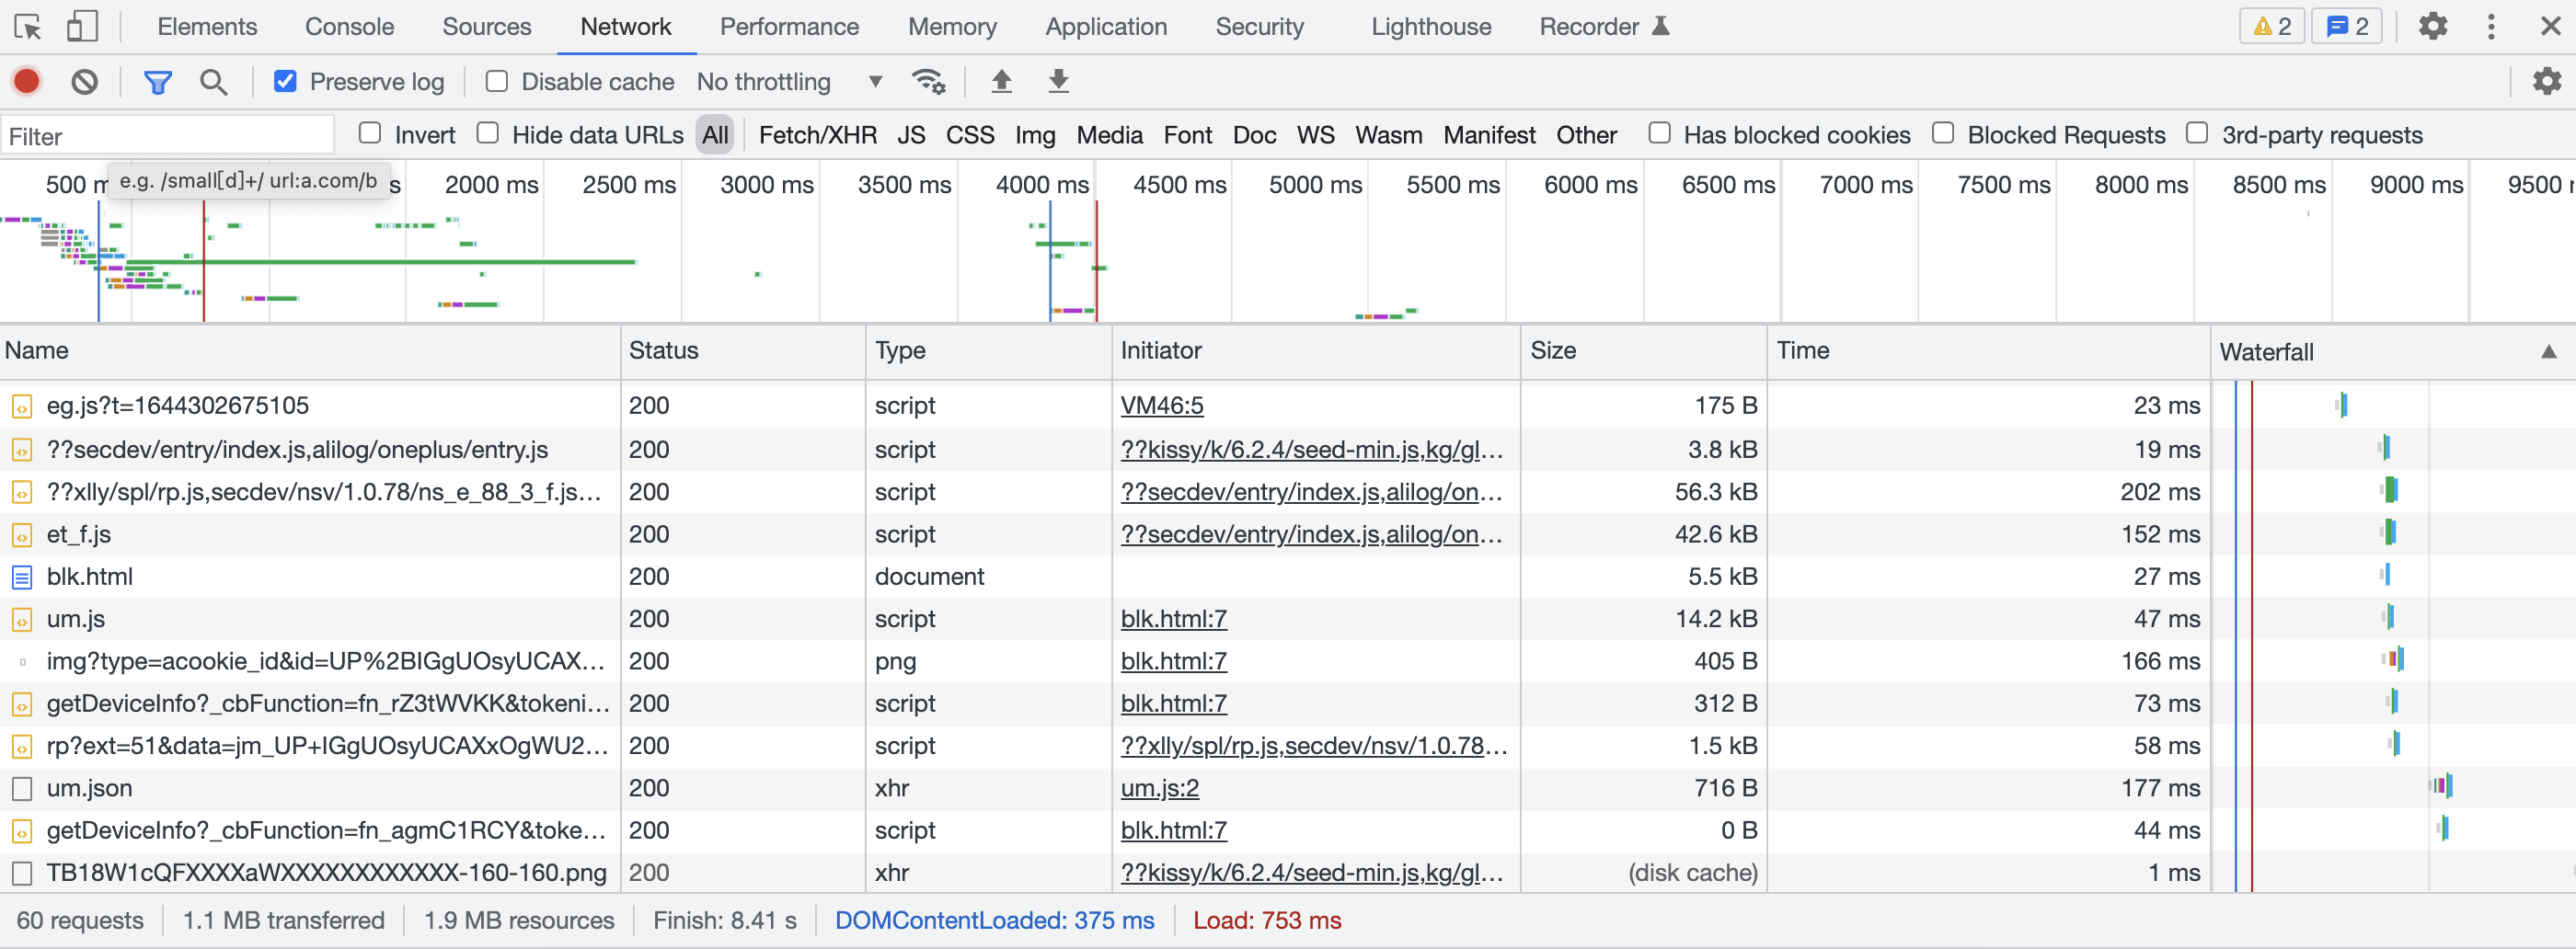 Elements Console Sources Network Performance Memory Application Security Lighthouse Recorder 2 2
Preserve log Disable cache No throttling
Filter Invert Hide data URLs All Fetch/XHR JS CSS Img Media Font Doc WS Wasm Manifest Other Has blocked cookies Blocked Requests 3rd-party requests
e.g. /small[d]+/ url:a.com/b
500 m s 2000 ms 2500 ms 3000 ms 3500 ms 4000 ms 4500 ms 5000 ms 5500 ms 6000 ms 6500 ms 7000 ms 7500 ms 8000 ms 8500 ms 9000 ms 9500
Name Status Type Initiator Size Time Waterfall
eg.js?t=1644302675105 200 script VM46:5 175 B 23 ms
??secdev/entry/index.js,alilog/oneplus/entry.js 200 script ??kissy/k/6.2.4/seed-min.js,kg/gl... 3.8 kB 19 ms
??xlly/spl/rp.js,secdev/nsv/1.0.78/ns_e_88_3_f.js... 200 script ??secdev/entry/index.js,alilog/on... 56.3 kB 202 ms
et_f.js 200 script ??secdev/entry/index.js,alilog/on... 42.6 kB 152 ms
blk.html 200 document 5.5 kB 27 ms
um.js 200 script blk.html:7 14.2 kB 47 ms
img?type=acookie_id&id=UP%2BIGgUOsyUCAX... 200 png blk.html:7 405 B 166 ms
getDeviceInfo?_cbFunction=fn_rZ3tWVKK&tokeni... 200 script blk.html:7 312 B 73 ms
rp?ext=51&data=jm_UP+IGgUOsyUCAXxOgWU2... 200 script ??xlly/spl/rp.js,secdev/nsv/1.0.78... 1.5 kB 58 ms
um.json 200 xhr um.js:2 716 B 177 ms
getDeviceInfo?_cbFunction=fn_agmC1RCY&toke... 200 script blk.html:7 0 B 44 ms
TB18W1cQFXXXXaWXXXXXXXXXXXX-160-160.png 200 xhr ??kissy/k/6.2.4/seed-min.js,kg/gl... (disk cache) 1 ms
60 requests 1.1 MB transferred 1.9 MB resources Finish: 8.41 s DOMContentLoaded: 375 ms Load: 753 ms